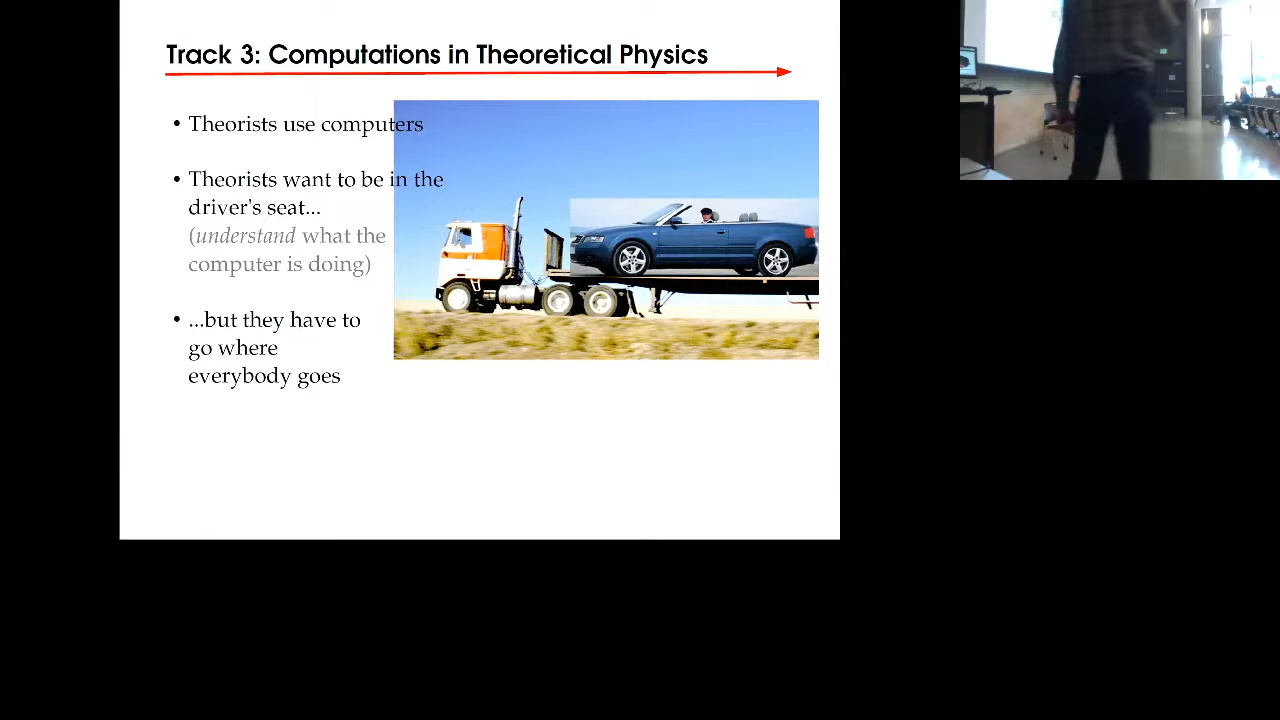 Track 3: Computations in Theoretical Physics
• Theorists use computers
• Theorists want to be in the
driver's seat...
(understand what the
computer is doing)
• ...but they have to
go where
everybody goes